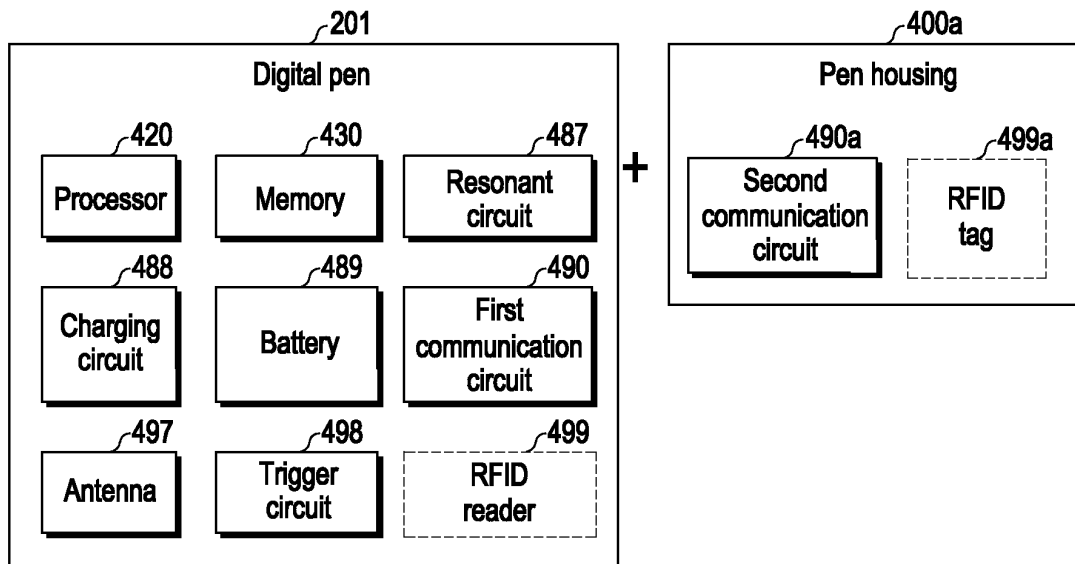 201
400a
Digital pen
Pen housing
420
430
487
490a
499a
Processor
Memory
Resonant
circuit
+
Second
communication
circuit
RFID
tag
488
489
490
Charging
circuit
Battery
First
communication
circuit
497
498
499
Antenna
Trigger
circuit
RFID
reader